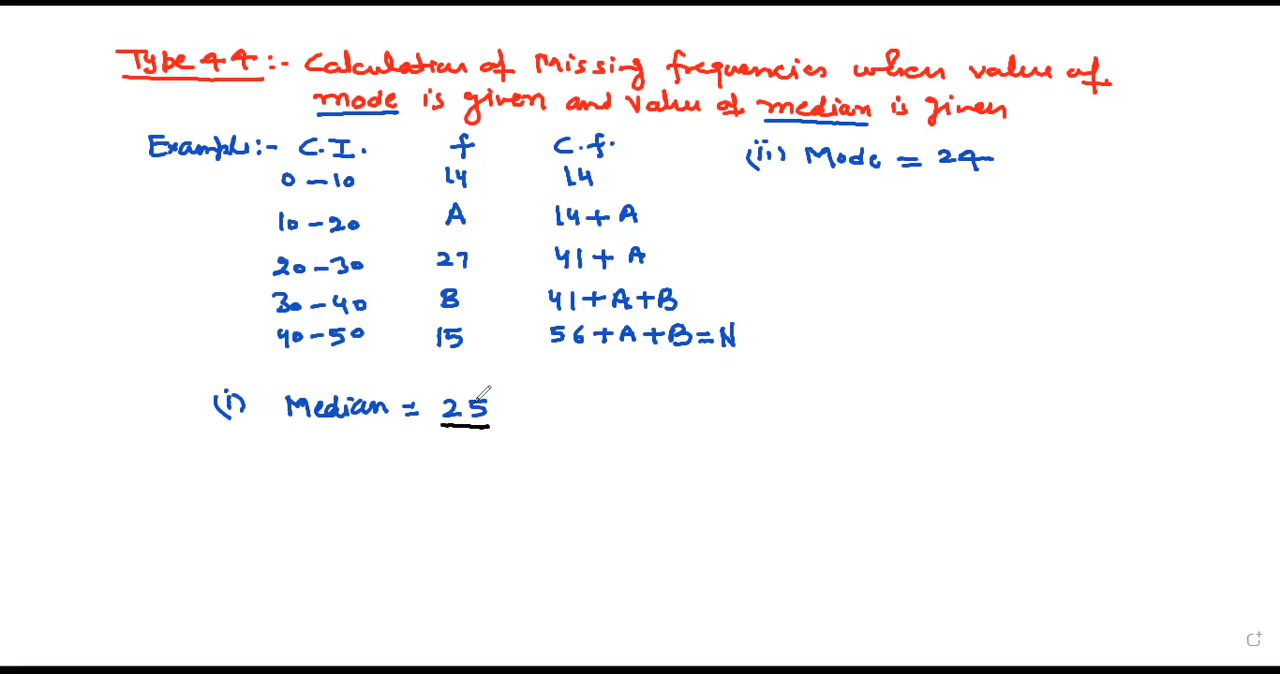 Type 44 :- Calculation of Missing frequencies when value of
mode is given and value of median is given
Example :- C.I. f C.f. (ii) Mode = 24
0-10 14 14
10-20 A 14+A
20-30 27 41+A
30-40 B 41+A+B
40-50 15 56+A+B=N
(i) Median = 25